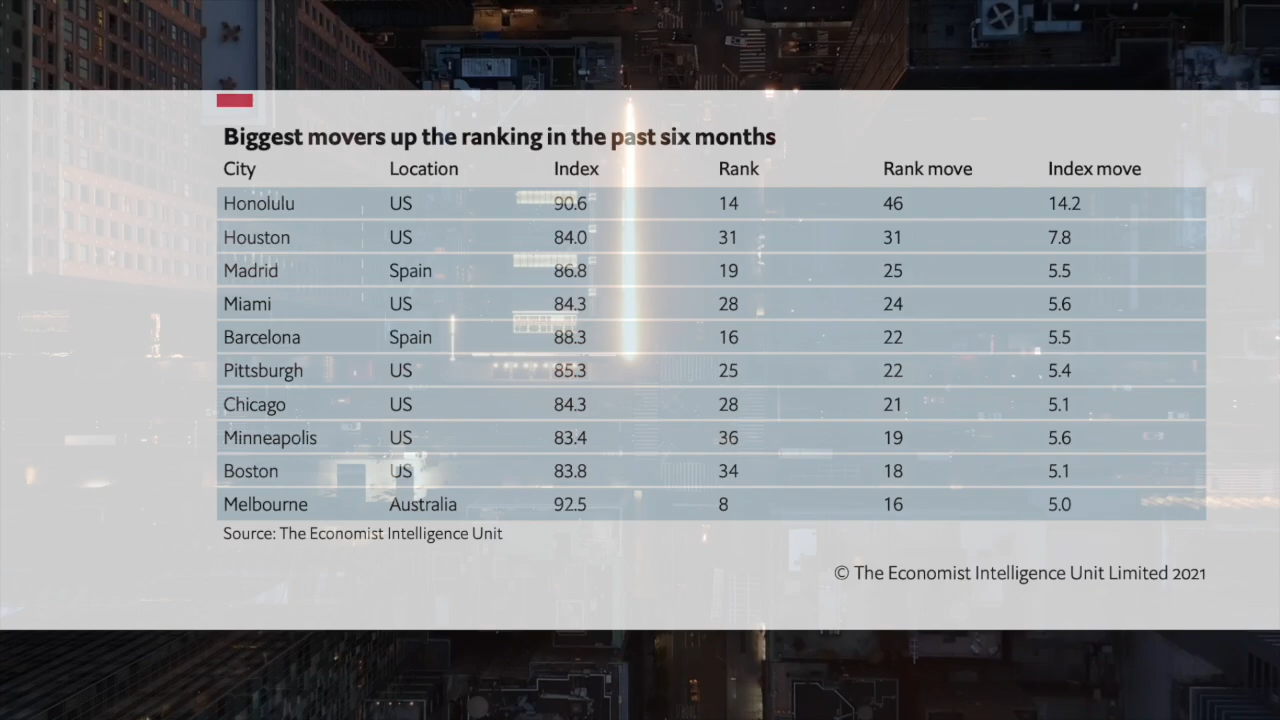 Biggest movers up the ranking in the past six months
City Location Index Rank Rank move Index move
Honolulu US 90.6 14 46 14.2
Houston US 84.0 31 31 7.8
Madrid Spain 86.8 19 25 5.5
Miami US 84.3 28 24 5.6
Barcelona Spain 88.3 16 22 5.5
Pittsburgh US 85.3 25 22 5.4
Chicago US 84.3 28 21 5.1
Minneapolis US 83.4 36 19 5.6
Boston US 83.8 34 18 5.1
Melbourne Australia 92.5 8 16 5.0
Source: The Economist Intelligence Unit
© The Economist Intelligence Unit Limited 2021